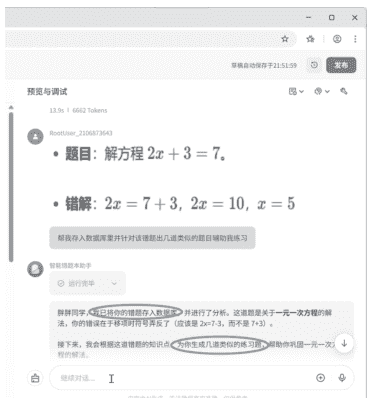 草稿自动保存于21:51:59
发布
预览与调试
13.9s | 6662 Tokens
RootUser_2106873643
• 题目：解方程 2x + 3 = 7。
• 错解：2x = 7 + 3，2x = 10，x = 5
帮我存入数据库里并针对该错题出几道类似的题目辅助我练习
智能错题本助手
运行完毕
胖胖同学，我已将你的错题存入数据库，并进行了分析。这道题是关于一元一次方程的解
法，你的错误在于移项时符号弄反了（应该是 2x=7-3，而不是 7+3）。
接下来，我会根据这道错题的知识点，为你生成几道类似的练习题，帮助你巩固一元一次方
程的解法。
继续对话...